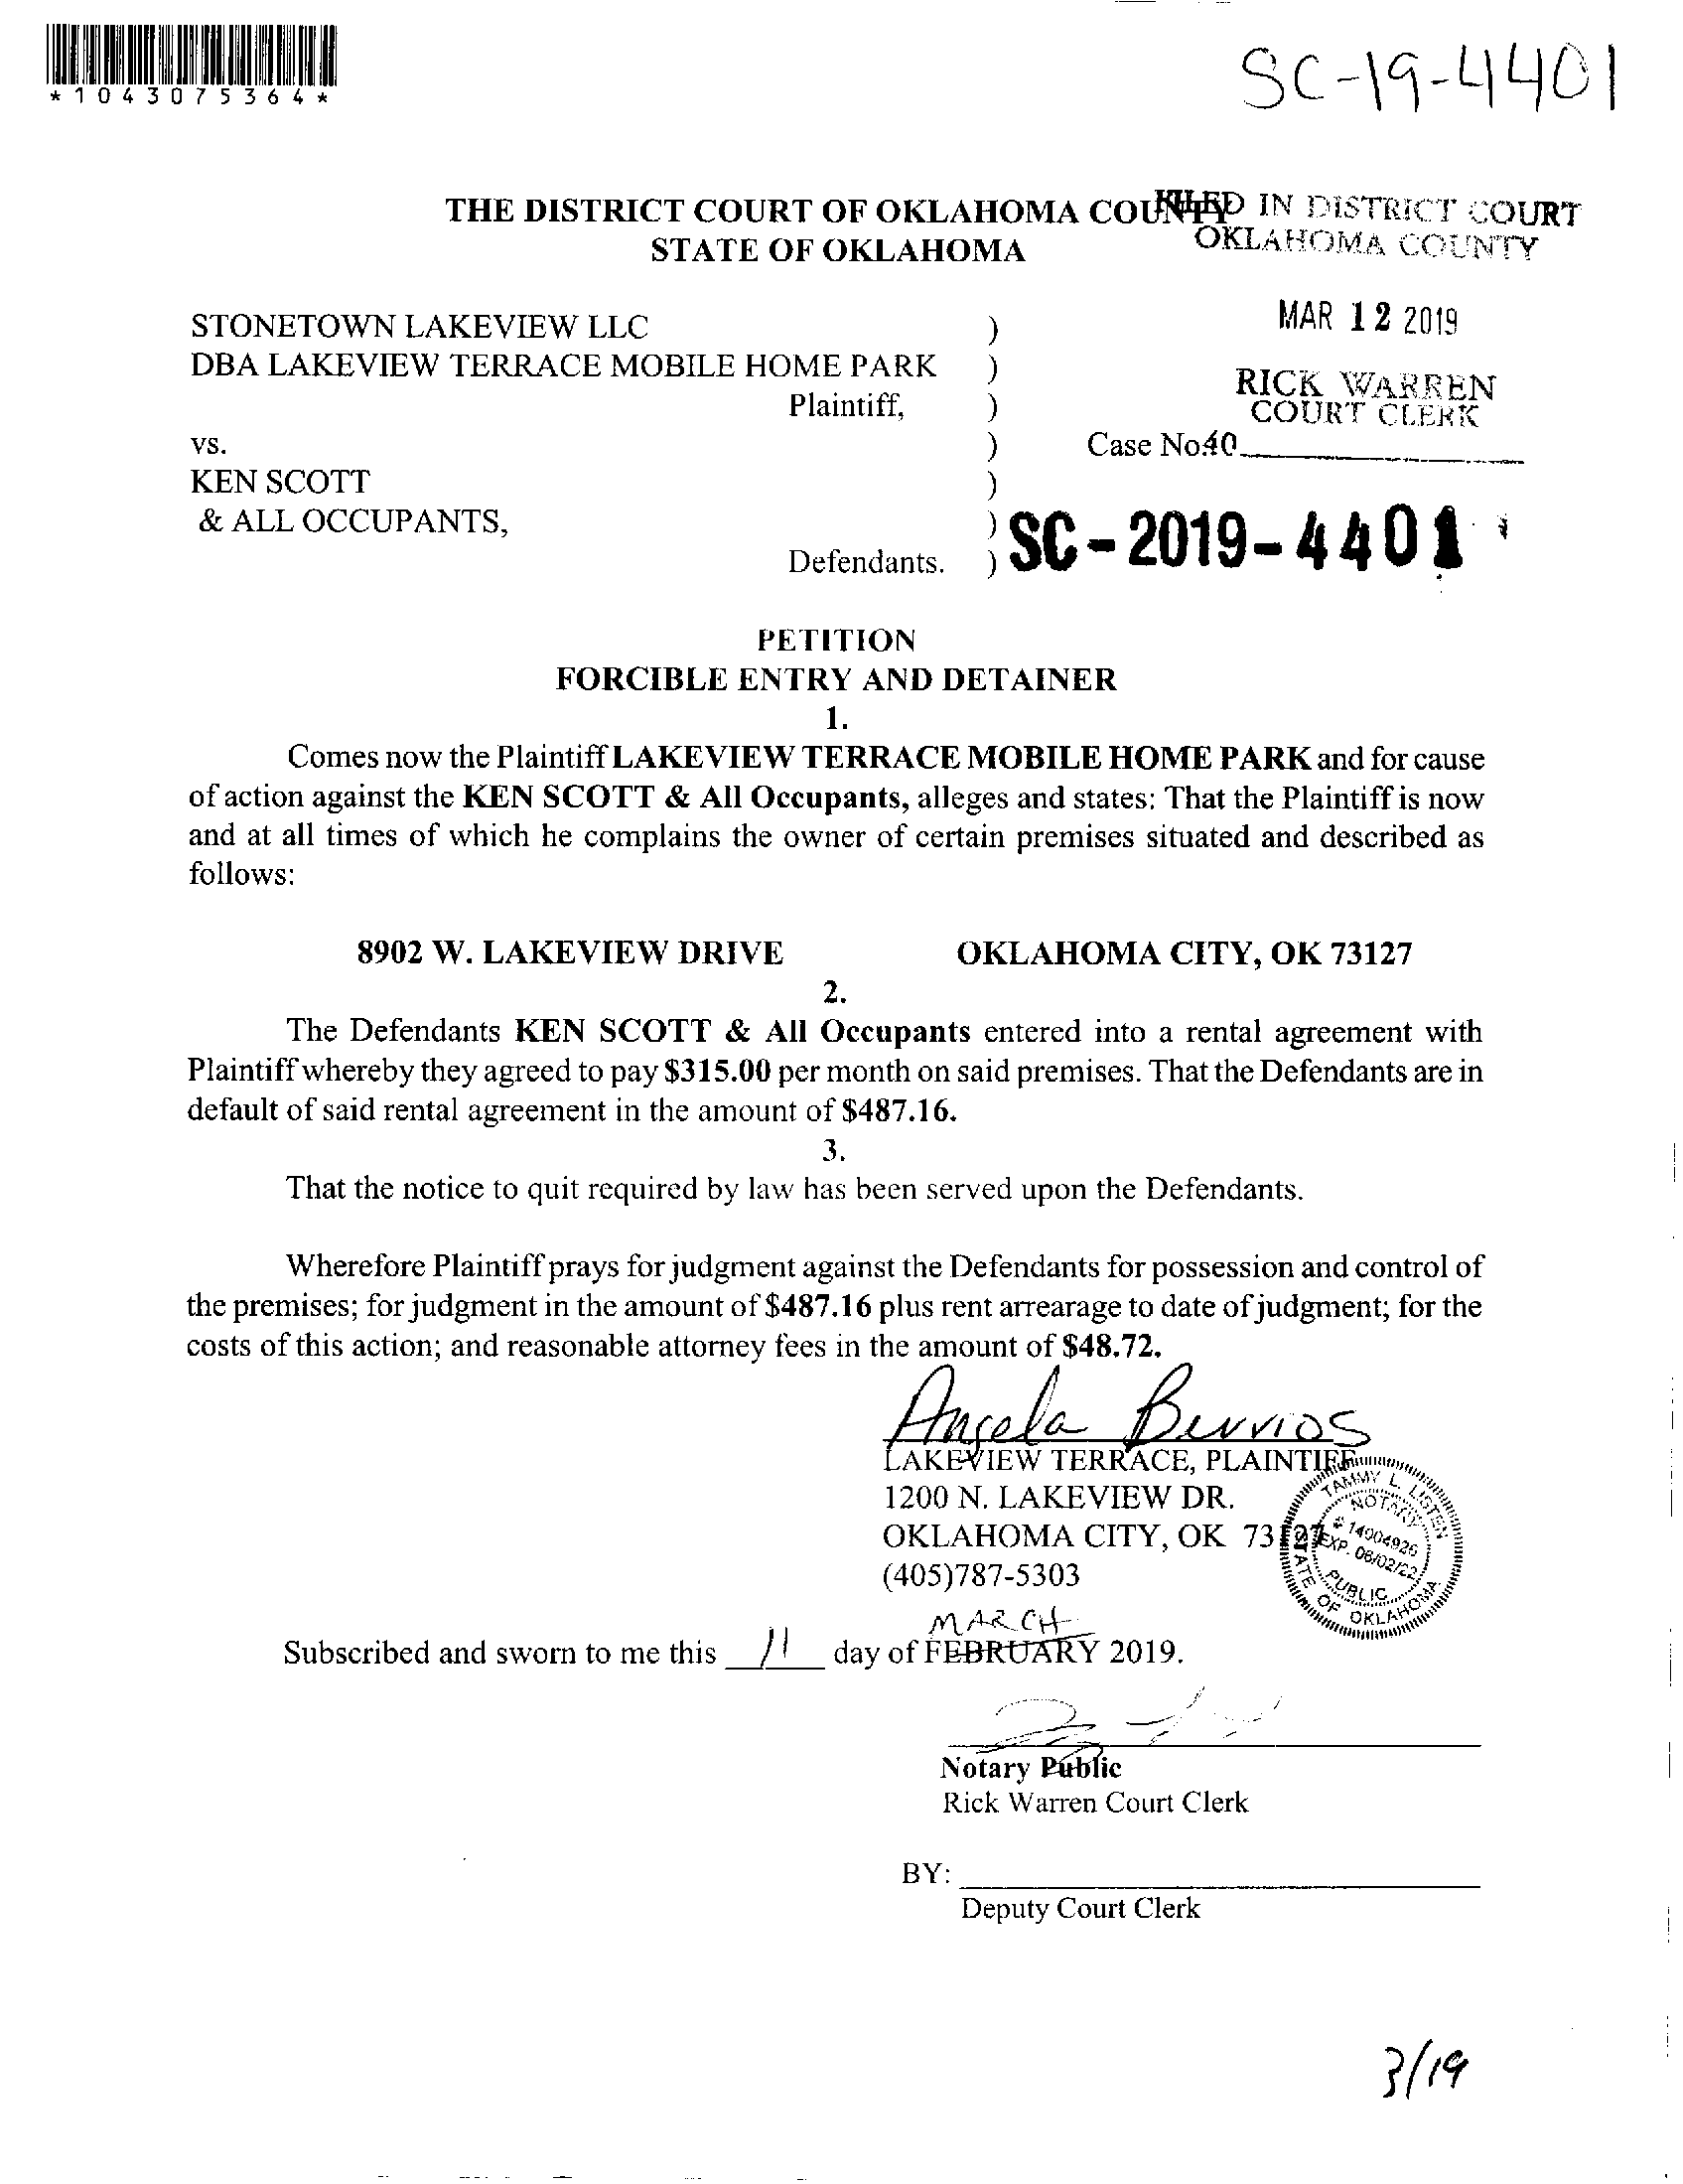 *1043075364*
SC-19-4401
THE DISTRICT COURT OF OKLAHOMA COUNTY
STATE OF OKLAHOMA
FILED IN DISTRICT COURT
OKLAHOMA COUNTY
MAR 12 2019
RICK WARREN
COURT CLERK
40
STONETOWN LAKEVIEW LLC )
DBA LAKEVIEW TERRACE MOBILE HOME PARK )
Plaintiff, )
vs. ) Case No.
KEN SCOTT )
& ALL OCCUPANTS, )
Defendants. )
SC-2019-4401
PETITION
FORCIBLE ENTRY AND DETAINER
1.
Comes now the Plaintiff LAKEVIEW TERRACE MOBILE HOME PARK and for cause
of action against the KEN SCOTT & All Occupants, alleges and states: That the Plaintiff is now
and at all times of which he complains the owner of certain premises situated and described as
follows:
8902 W. LAKEVIEW DRIVE OKLAHOMA CITY, OK 73127
2.
The Defendants KEN SCOTT & All Occupants entered into a rental agreement with
Plaintiff whereby they agreed to pay $315.00 per month on said premises. That the Defendants are in
default of said rental agreement in the amount of $487.16.
3.
That the notice to quit required by law has been served upon the Defendants.
Wherefore Plaintiff prays for judgment against the Defendants for possession and control of
the premises; for judgment in the amount of $487.16 plus rent arrearage to date of judgment; for the
costs of this action; and reasonable attorney fees in the amount of $48.72.
Angela Berrios
LAKEVIEW TERRACE, PLAINTIFF
1200 N. LAKEVIEW DR.
OKLAHOMA CITY, OK 73127
(405)787-5303
TAMMY L. LISTEN
NOTARY
# 14004926
EXP. 06/02/22
PUBLIC
STATE OF OKLAHOMA
MARCH
Subscribed and sworn to me this 11 day of FEBRUARY 2019.
Notary Public
Rick Warren Court Clerk
BY:
Deputy Court Clerk
3/19